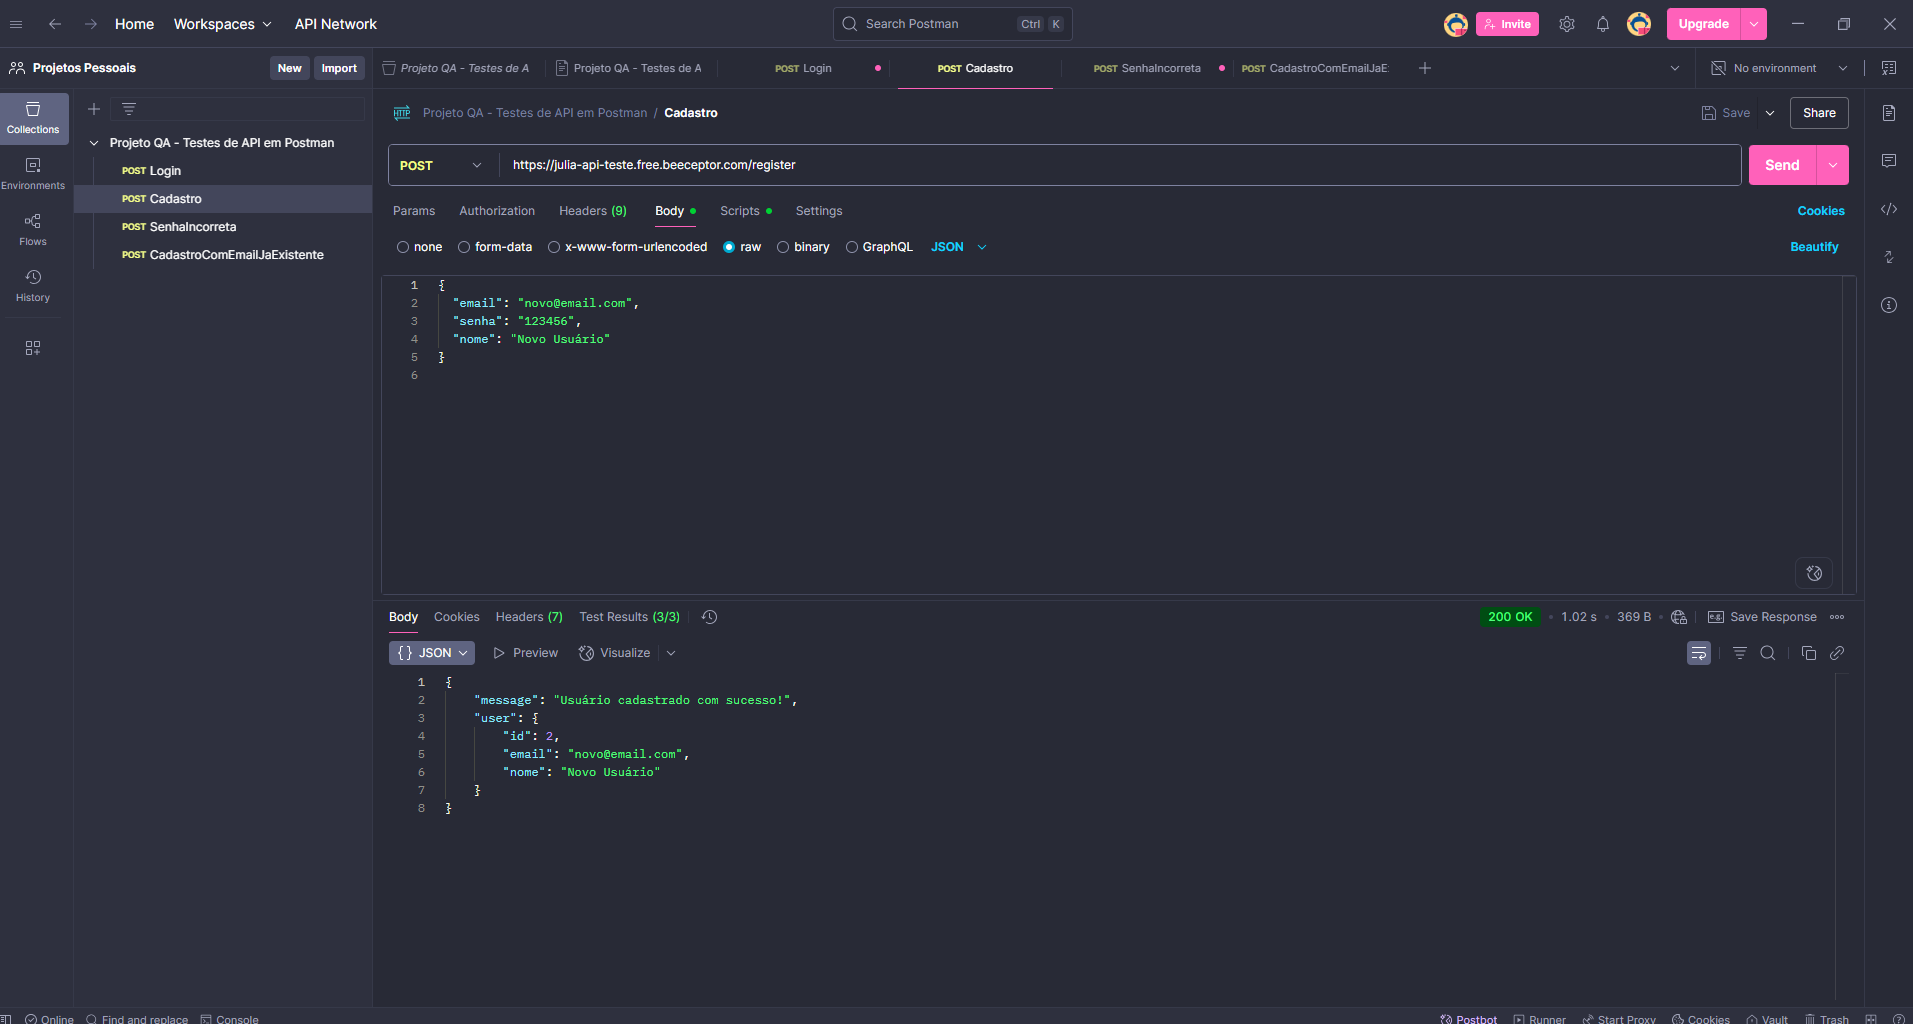 Home Workspaces API Network Search Postman Ctrl K Invite Upgrade
Projetos Pessoais New Import Projeto QA - Testes de A Projeto QA - Testes de A POST Login POST Cadastro POST SenhaIncorreta POST CadastroComEmailJaE: No environment
Collections
Environments
Flows
History
Projeto QA - Testes de API em Postman
POST Login
POST Cadastro
POST SenhaIncorreta
POST CadastroComEmailJaExistente
HTTP Projeto QA - Testes de API em Postman / Cadastro Save Share
POST https://julia-api-teste.free.beeceptor.com/register Send
Params Authorization Headers (9) Body Scripts Settings Cookies
none form-data x-www-form-urlencoded raw binary GraphQL JSON Beautify
1 {
2 "email": "novo@email.com",
3 "senha": "123456",
4 "nome": "Novo Usuário"
5 }
6
Body Cookies Headers (7) Test Results (3/3) 200 OK • 1.02 s • 369 B • e.g. Save Response
{} JSON Preview Visualize
1 {
2 "message": "Usuário cadastrado com sucesso!",
3 "user": {
4 "id": 2,
5 "email": "novo@email.com",
6 "nome": "Novo Usuário"
7 }
8 }
Online Find and replace Console Postbot Runner Start Proxy Cookies Vault Trash